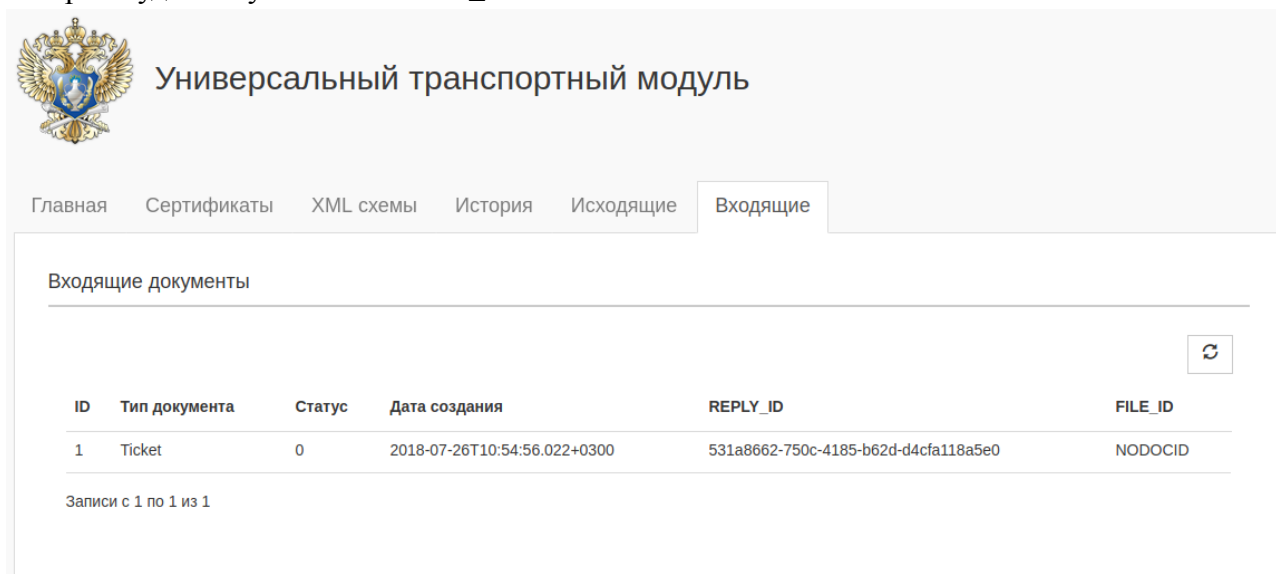 Универсальный транспортный модуль
Главная Сертификаты XML схемы История Исходящие Входящие
Входящие документы
ID Тип документа Статус Дата создания REPLY_ID FILE_ID
1 Ticket 0 2018-07-26T10:54:56.022+0300 531a8662-750c-4185-b62d-d4cfa118a5e0 NODOCID
Записи с 1 по 1 из 1